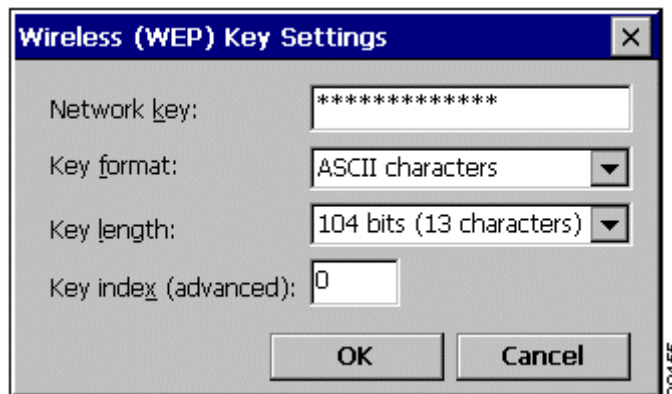 Wireless (WEP) Key Settings
Network key: *************
Key format: ASCII characters
Key length: 104 bits (13 characters)
Key index (advanced): 0
OK Cancel